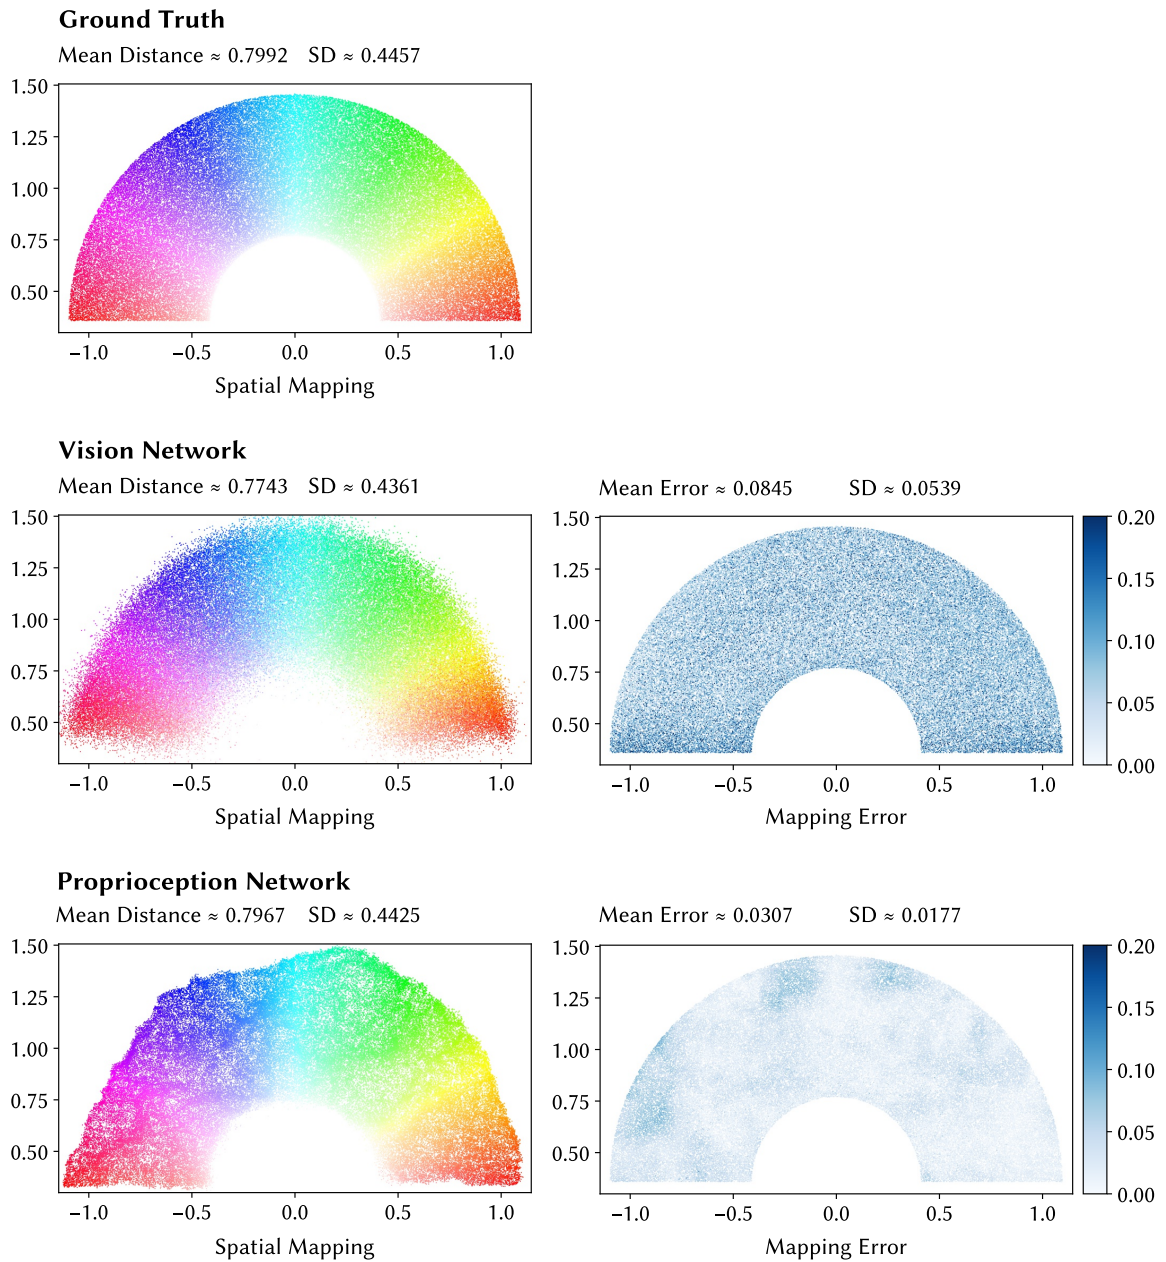 Ground Truth
Mean Distance ≈ 0.7992 SD ≈ 0.4457
1.50
1.25
1.00
0.75
0.50
−1.0 −0.5 0.0 0.5 1.0
Spatial Mapping
Vision Network
Mean Distance ≈ 0.7743 SD ≈ 0.4361
1.50
1.25
1.00
0.75
0.50
−1.0 −0.5 0.0 0.5 1.0
Spatial Mapping
Mean Error ≈ 0.0845 SD ≈ 0.0539
1.50
1.25
1.00
0.75
0.50
−1.0 −0.5 0.0 0.5 1.0
Mapping Error
0.20
0.15
0.10
0.05
0.00
Proprioception Network
Mean Distance ≈ 0.7967 SD ≈ 0.4425
1.50
1.25
1.00
0.75
0.50
−1.0 −0.5 0.0 0.5 1.0
Spatial Mapping
Mean Error ≈ 0.0307 SD ≈ 0.0177
1.50
1.25
1.00
0.75
0.50
−1.0 −0.5 0.0 0.5 1.0
Mapping Error
0.20
0.15
0.10
0.05
0.00